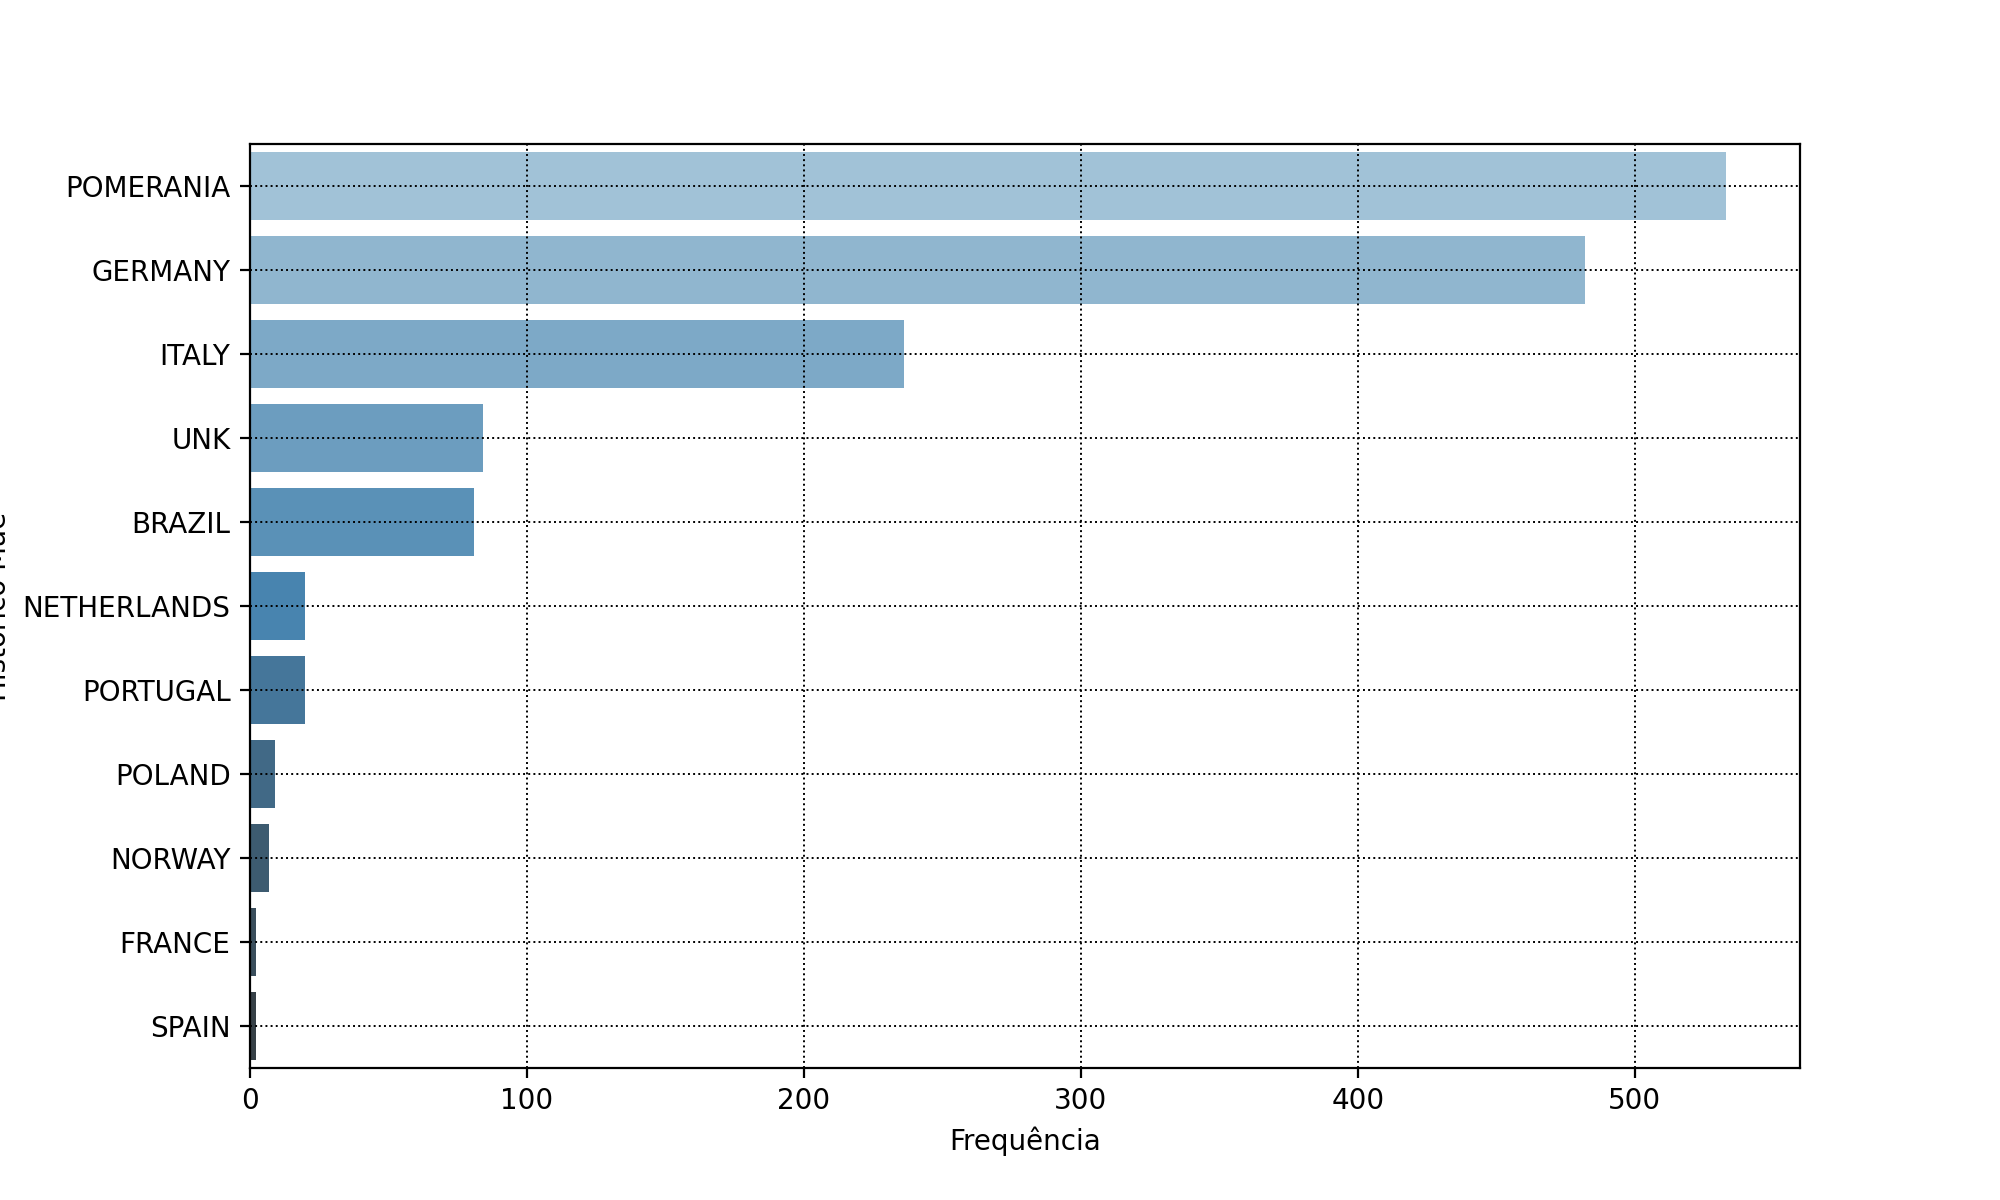 POMERANIA
GERMANY
ITALY
UNK
BRAZIL
NETHERLANDS
PORTUGAL
POLAND
NORWAY
FRANCE
SPAIN
0 100 200 300 400 500
Frequência